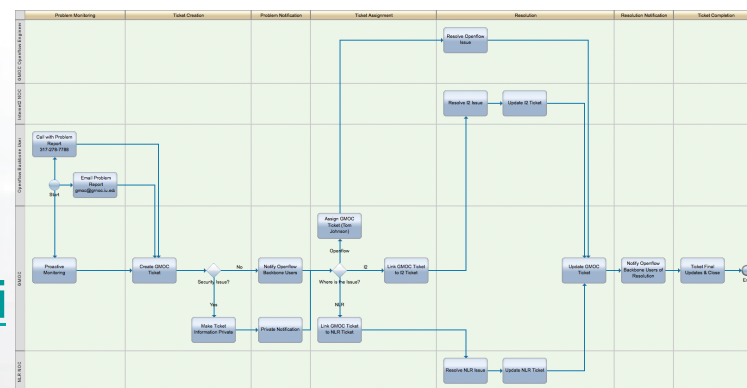 Problem Monitoring
Ticket Creation
Problem Notification
Ticket Assignment
Resolution
Resolution Notification
Ticket Completion
GMOC Openflow Engineer
Resolve Openflow
Issue
Internet2 NOC
Resolve I2 Issue
Update I2 Ticket
Openflow Backbone User
Call with Problem
Report
317-278-7788
Email Problem
Report
gmoc@gmoc.iu.edu
Start
GMOC
Proactive
Monitoring
Create GMOC
Ticket
Security Issue?
No
Yes
Make Ticket
Information Private
Notify Openflow
Backbone Users
Private Notification
Assign GMOC
Ticket (Tom
Johnson)
Openflow
Where is the Issue?
I2
Link GMOC Ticket
to I2 Ticket
NLR
Link GMOC Ticket
to NLR Ticket
Update GMOC
Ticket
Notify Openflow
Backbone Users of
Resolution
Ticket Final
Updates & Close
NLR NOC
Resolve NLR Issue
Update NLR Ticket